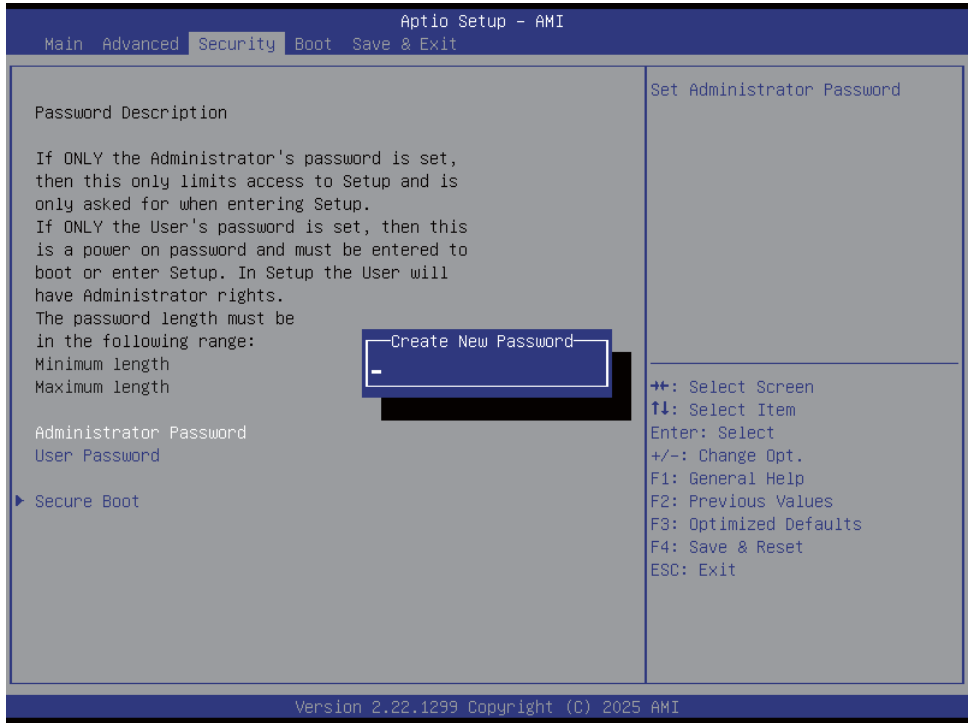 Aptio Setup – AMI
Main Advanced Security Boot Save & Exit
Password Description
If ONLY the Administrator's password is set,
then this only limits access to Setup and is
only asked for when entering Setup.
If ONLY the User's password is set, then this
is a power on password and must be entered to
boot or enter Setup. In Setup the User will
have Administrator rights.
The password length must be
in the following range:
Minimum length
Maximum length
Administrator Password
User Password
Secure Boot
Create New Password
Set Administrator Password
→←: Select Screen
↑↓: Select Item
Enter: Select
+/-: Change Opt.
F1: General Help
F2: Previous Values
F3: Optimized Defaults
F4: Save & Reset
ESC: Exit
Version 2.22.1299 Copyright (C) 2025 AMI